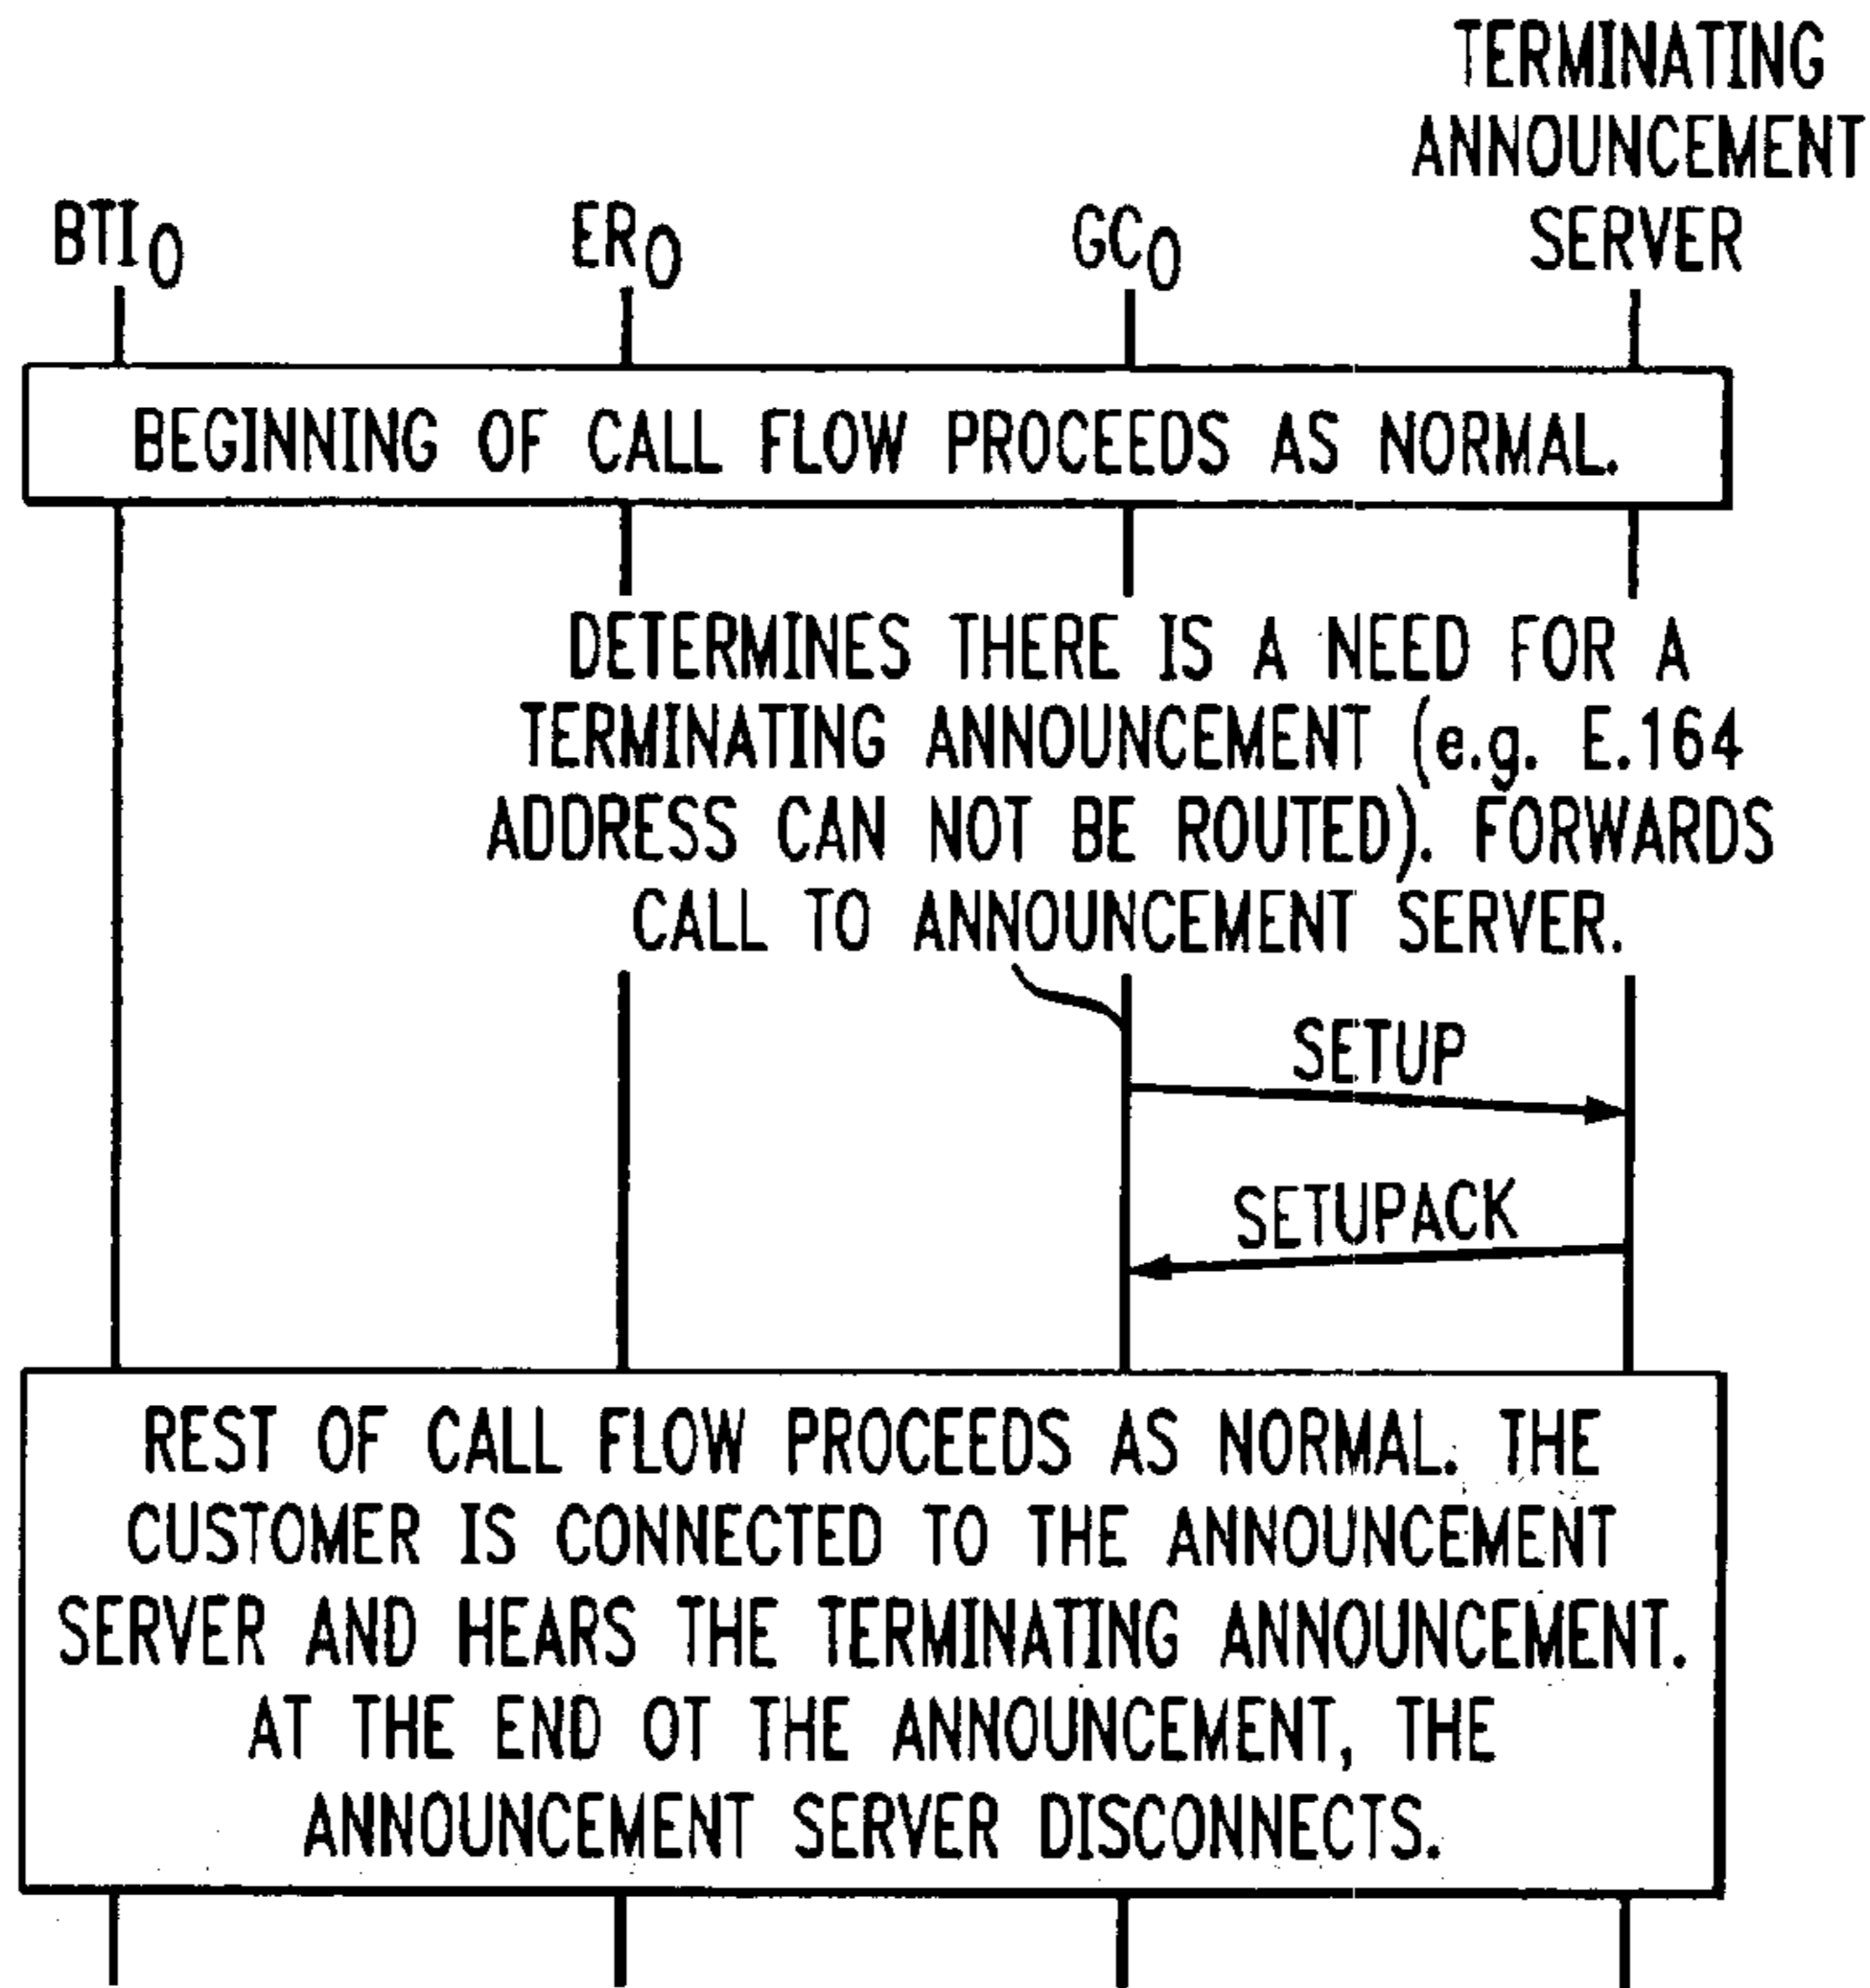 TERMINATING
ANNOUNCEMENT
SERVER
BTIO
ERO
GCO
BEGINNING OF CALL FLOW PROCEEDS AS NORMAL.
DETERMINES THERE IS A NEED FOR A
TERMINATING ANNOUNCEMENT (e.g. E.164
ADDRESS CAN NOT BE ROUTED). FORWARDS
CALL TO ANNOUNCEMENT SERVER.
SETUP
SETUPACK
REST OF CALL FLOW PROCEEDS AS NORMAL. THE
CUSTOMER IS CONNECTED TO THE ANNOUNCEMENT
SERVER AND HEARS THE TERMINATING ANNOUNCEMENT.
AT THE END OT THE ANNOUNCEMENT, THE
ANNOUNCEMENT SERVER DISCONNECTS.